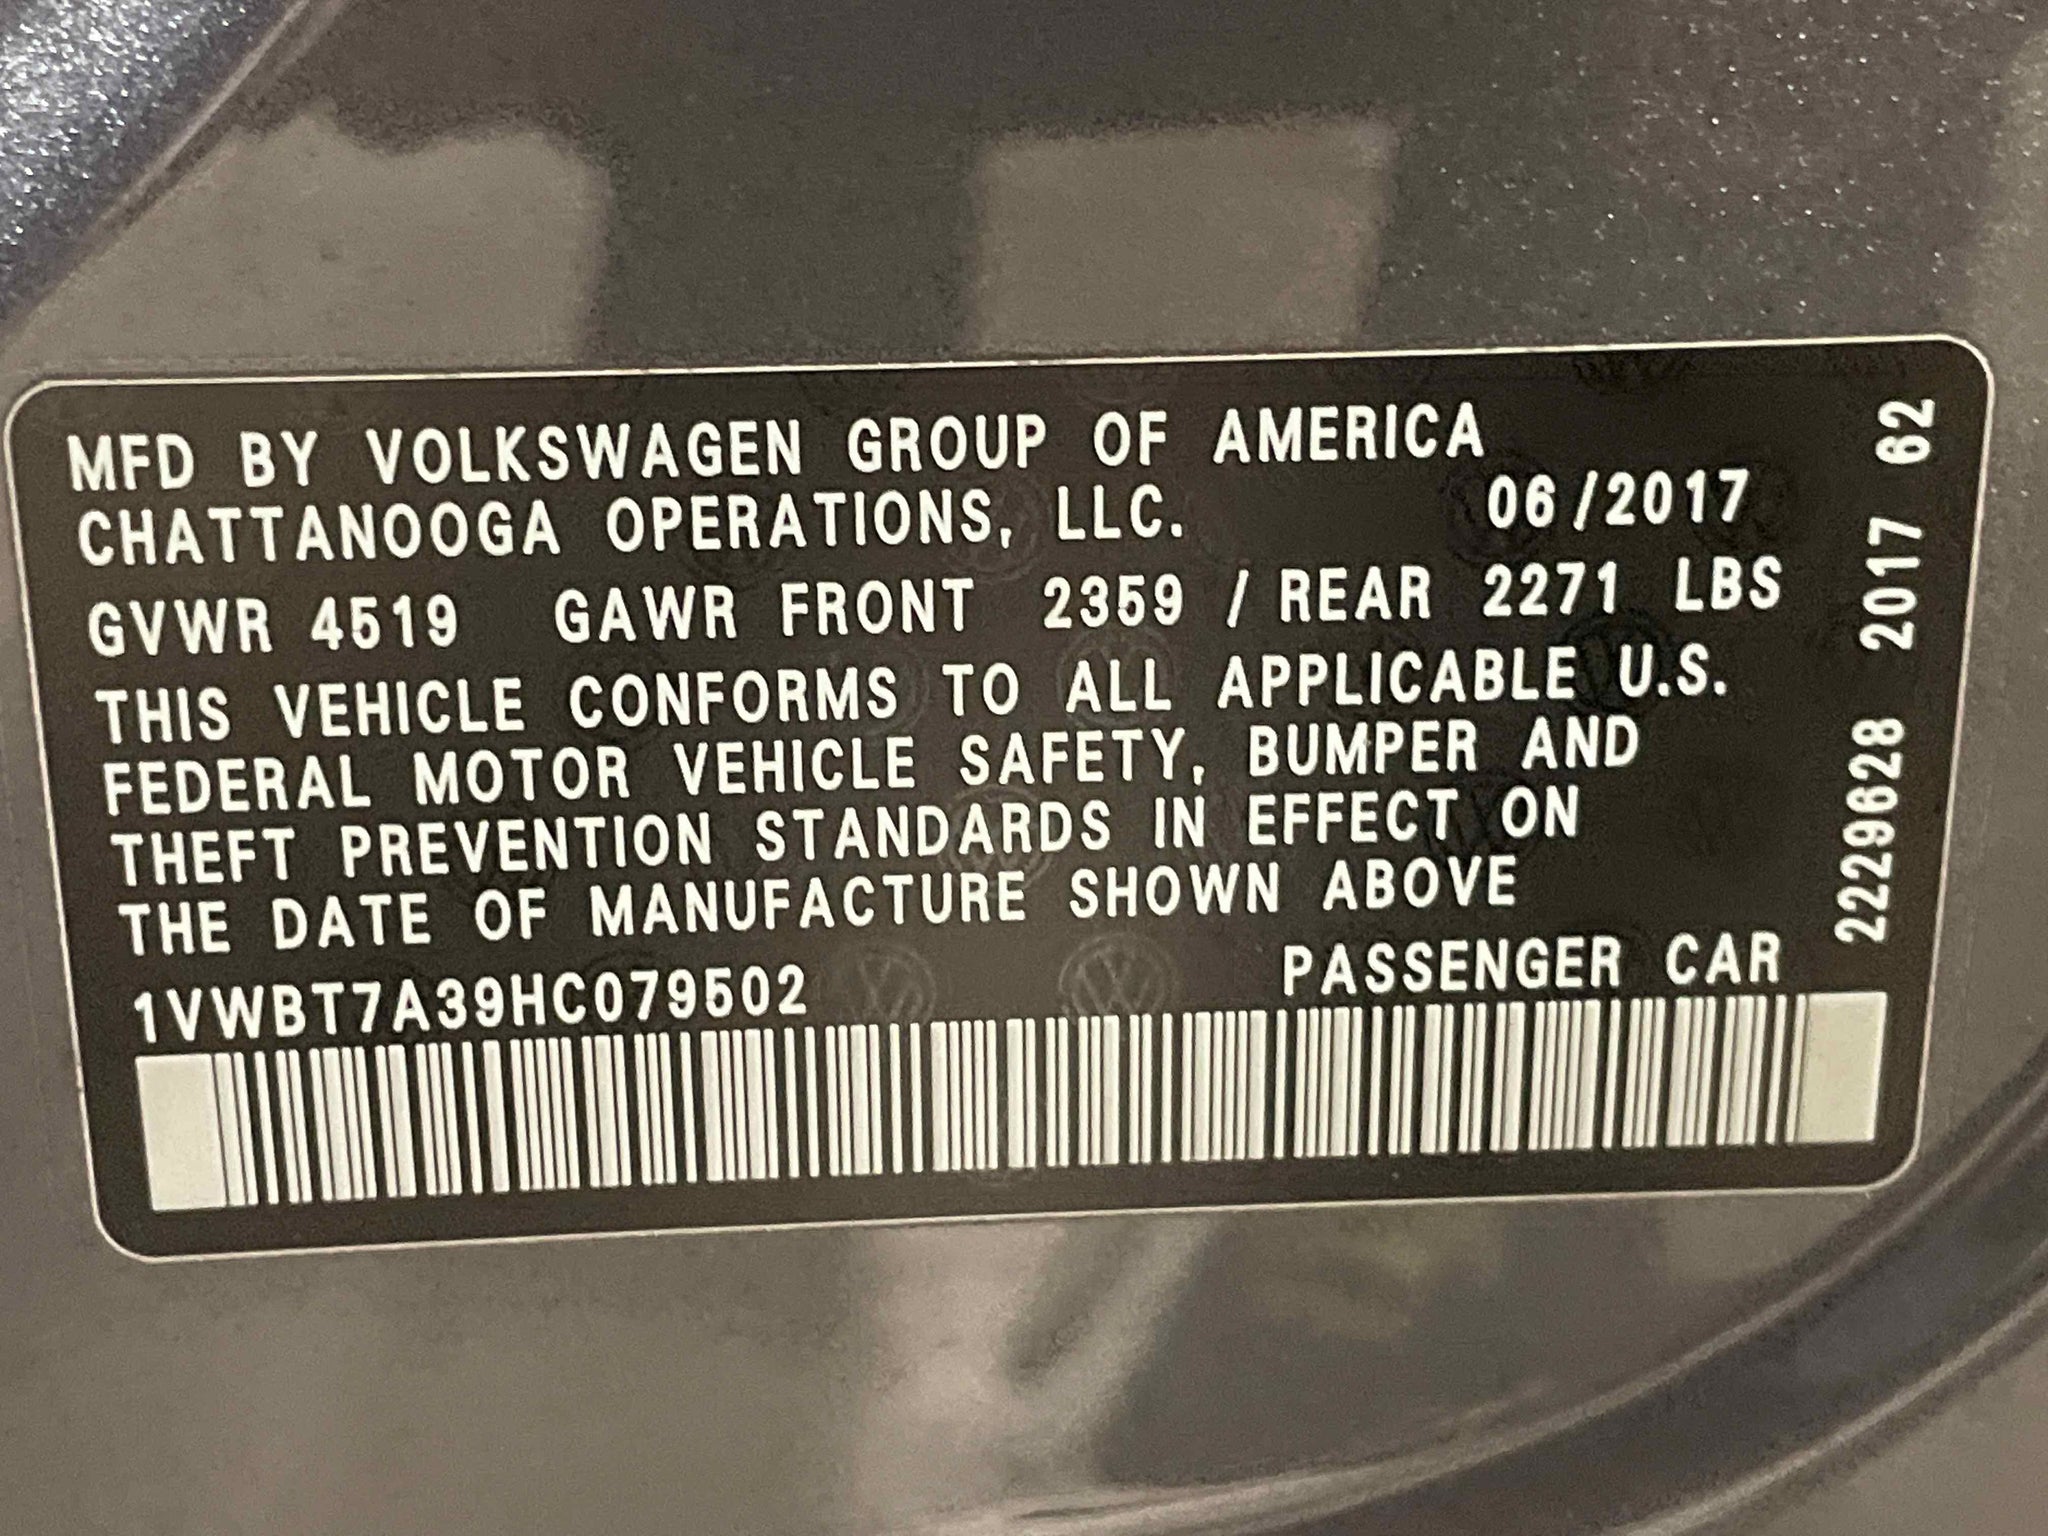 MFD BY VOLKSWAGEN GROUP OF AMERICA
CHATTANOOGA OPERATIONS, LLC. 06/2017
GVWR 4519 GAWR FRONT 2359 / REAR 2271 LBS
THIS VEHICLE CONFORMS TO ALL APPLICABLE U.S.
FEDERAL MOTOR VEHICLE SAFETY, BUMPER AND
THEFT PREVENTION STANDARDS IN EFFECT ON
THE DATE OF MANUFACTURE SHOWN ABOVE
1VWBT7A39HC079502 PASSENGER CAR
2229628 2017 62